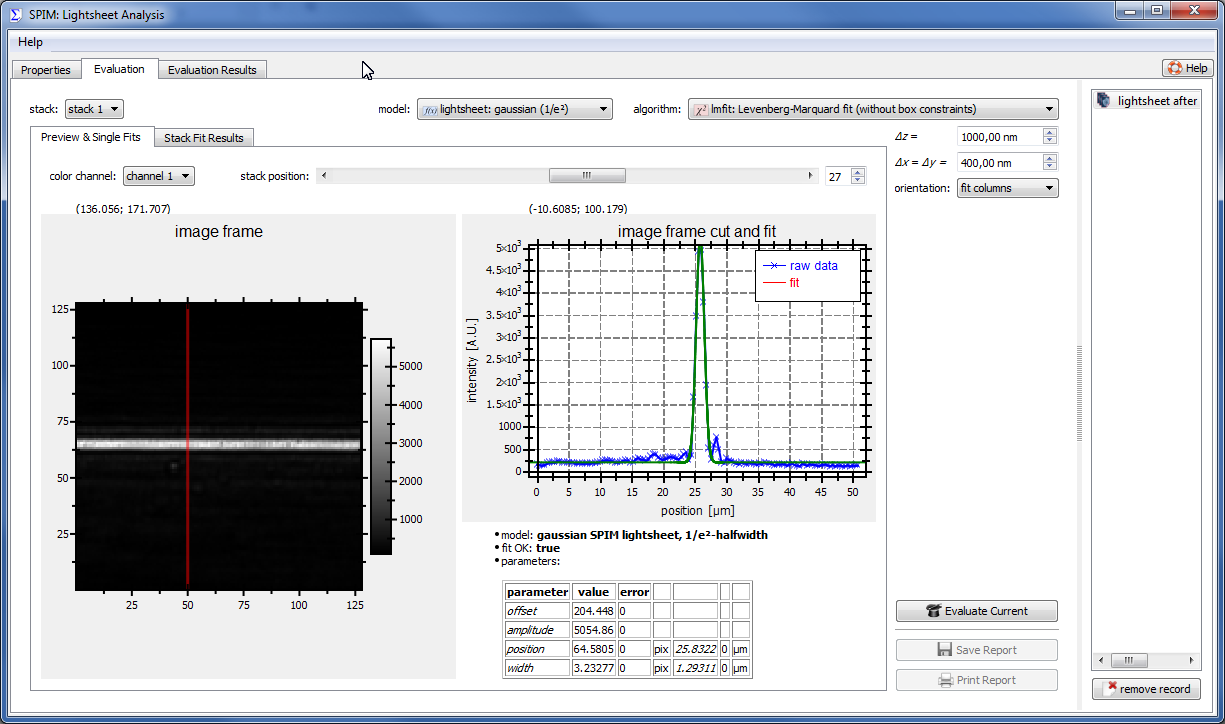 SPIM: Lightsheet Analysis
Help
Properties
Evaluation
Evaluation Results
Help
stack:
stack 1
model:
f(x) lightsheet: gaussian (1/e²)
algorithm:
χ² lmfit: Levenberg-Marquard fit (without box constraints)
lightsheet after
Preview & Single Fits
Stack Fit Results
Δz =
1000,00 nm
Δx = Δy =
400,00 nm
orientation:
fit columns
color channel:
channel 1
stack position:
27
(136.056; 171.707)
(-10.6085; 100.179)
image frame
125
100
75
50
25
25 50 75 100 125
5000
4000
3000
2000
1000
image frame cut and fit
raw data
fit
intensity [A.U.]
5×10³
4.5×10³
4×10³
3.5×10³
3×10³
2.5×10³
2×10³
1.5×10³
1000
500
0
0 5 10 15 20 25 30 35 40 45 50
position [µm]
• model: gaussian SPIM lightsheet, 1/e²-halfwidth
• fit OK: true
• parameters:
parameter value error
offset 204.448 0
amplitude 5054.86 0
position 64.5805 0 pix 25.8322 0 µm
width 3.23277 0 pix 1.29311 0 µm
Evaluate Current
Save Report
Print Report
remove record